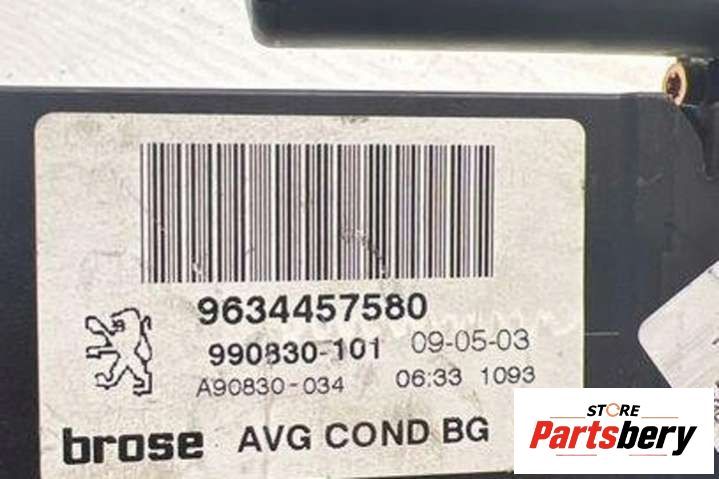 9634457580
990830-101 09-05-03
A90830-034 06:33 1093
brose AVG COND BG
STORE
Partsbery